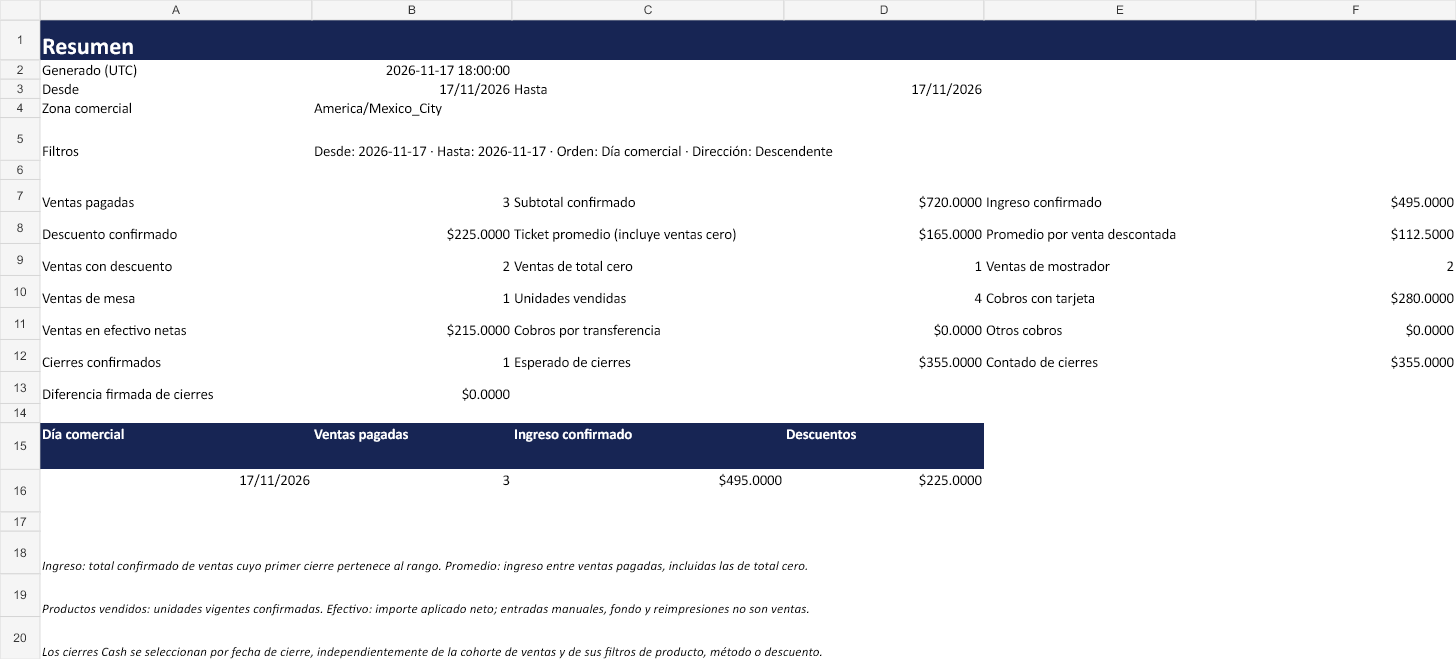 A B C D E F
1 Resumen
2 Generado (UTC) 2026-11-17 18:00:00
3 Desde 17/11/2026 Hasta 17/11/2026
4 Zona comercial America/Mexico_City
5 Filtros Desde: 2026-11-17 · Hasta: 2026-11-17 · Orden: Día comercial · Dirección: Descendente
6
7 Ventas pagadas 3 Subtotal confirmado $720.0000 Ingreso confirmado $495.0000
8 Descuento confirmado $225.0000 Ticket promedio (incluye ventas cero) $165.0000 Promedio por venta descontada $112.5000
9 Ventas con descuento 2 Ventas de total cero 1 Ventas de mostrador 2
10 Ventas de mesa 1 Unidades vendidas 4 Cobros con tarjeta $280.0000
11 Ventas en efectivo netas $215.0000 Cobros por transferencia $0.0000 Otros cobros $0.0000
12 Cierres confirmados 1 Esperado de cierres $355.0000 Contado de cierres $355.0000
13 Diferencia firmada de cierres $0.0000
14
15 Día comercial Ventas pagadas Ingreso confirmado Descuentos
16 17/11/2026 3 $495.0000 $225.0000
17
18 Ingreso: total confirmado de ventas cuyo primer cierre pertenece al rango. Promedio: ingreso entre ventas pagadas, incluidas las de total cero.
19 Productos vendidos: unidades vigentes confirmadas. Efectivo: importe aplicado neto; entradas manuales, fondo y reimpresiones no son ventas.
20 Los cierres Cash se seleccionan por fecha de cierre, independientemente de la cohorte de ventas y de sus filtros de producto, método o descuento.